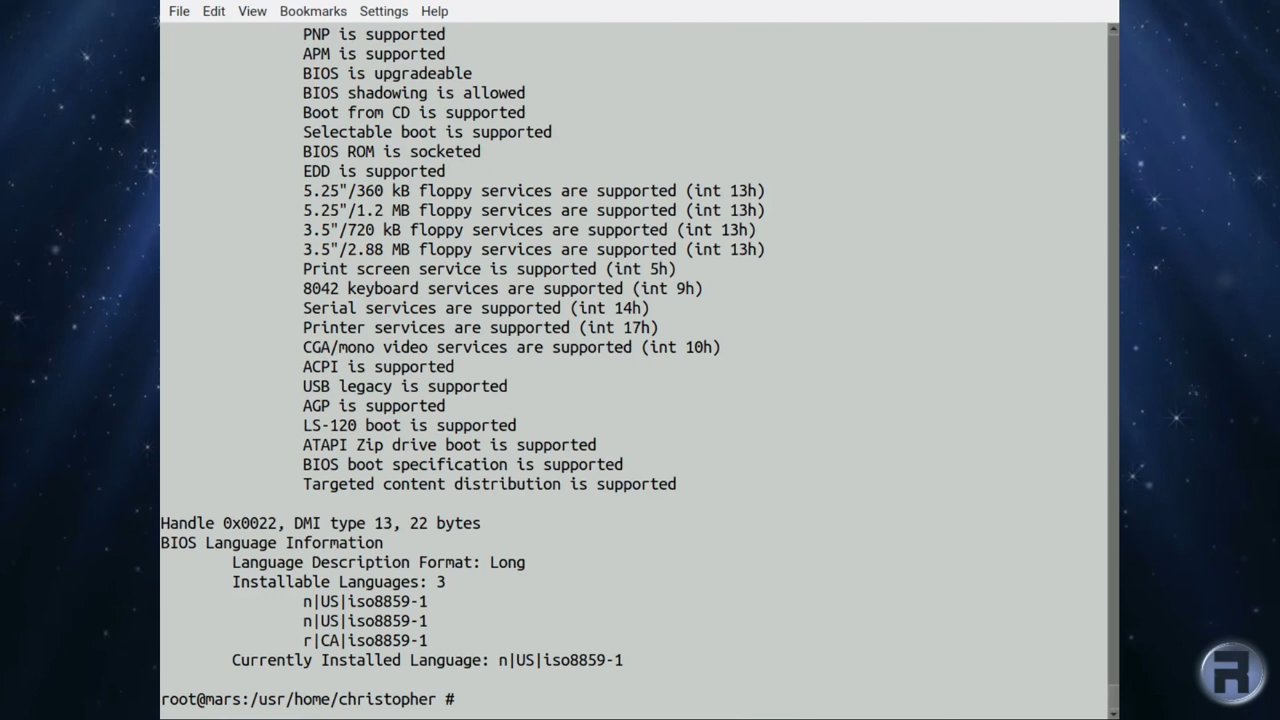 File Edit View Bookmarks Settings Help
PNP is supported
APM is supported
BIOS is upgradeable
BIOS shadowing is allowed
Boot from CD is supported
Selectable boot is supported
BIOS ROM is socketed
EDD is supported
5.25"/360 kB floppy services are supported (int 13h)
5.25"/1.2 MB floppy services are supported (int 13h)
3.5"/720 kB floppy services are supported (int 13h)
3.5"/2.88 MB floppy services are supported (int 13h)
Print screen service is supported (int 5h)
8042 keyboard services are supported (int 9h)
Serial services are supported (int 14h)
Printer services are supported (int 17h)
CGA/mono video services are supported (int 10h)
ACPI is supported
USB legacy is supported
AGP is supported
LS-120 boot is supported
ATAPI Zip drive boot is supported
BIOS boot specification is supported
Targeted content distribution is supported
Handle 0x0022, DMI type 13, 22 bytes
BIOS Language Information
Language Description Format: Long
Installable Languages: 3
n|US|iso8859-1
n|US|iso8859-1
r|CA|iso8859-1
Currently Installed Language: n|US|iso8859-1
root@mars:/usr/home/christopher #
R